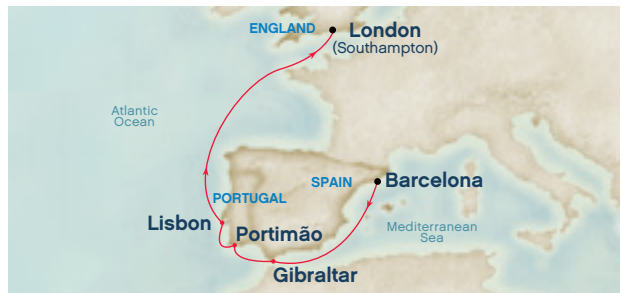 ENGLAND
London
(Southampton)
Atlantic
Ocean
SPAIN
Barcelona
PORTUGAL
Lisbon
Portimão
Mediterranean
Sea
Gibraltar